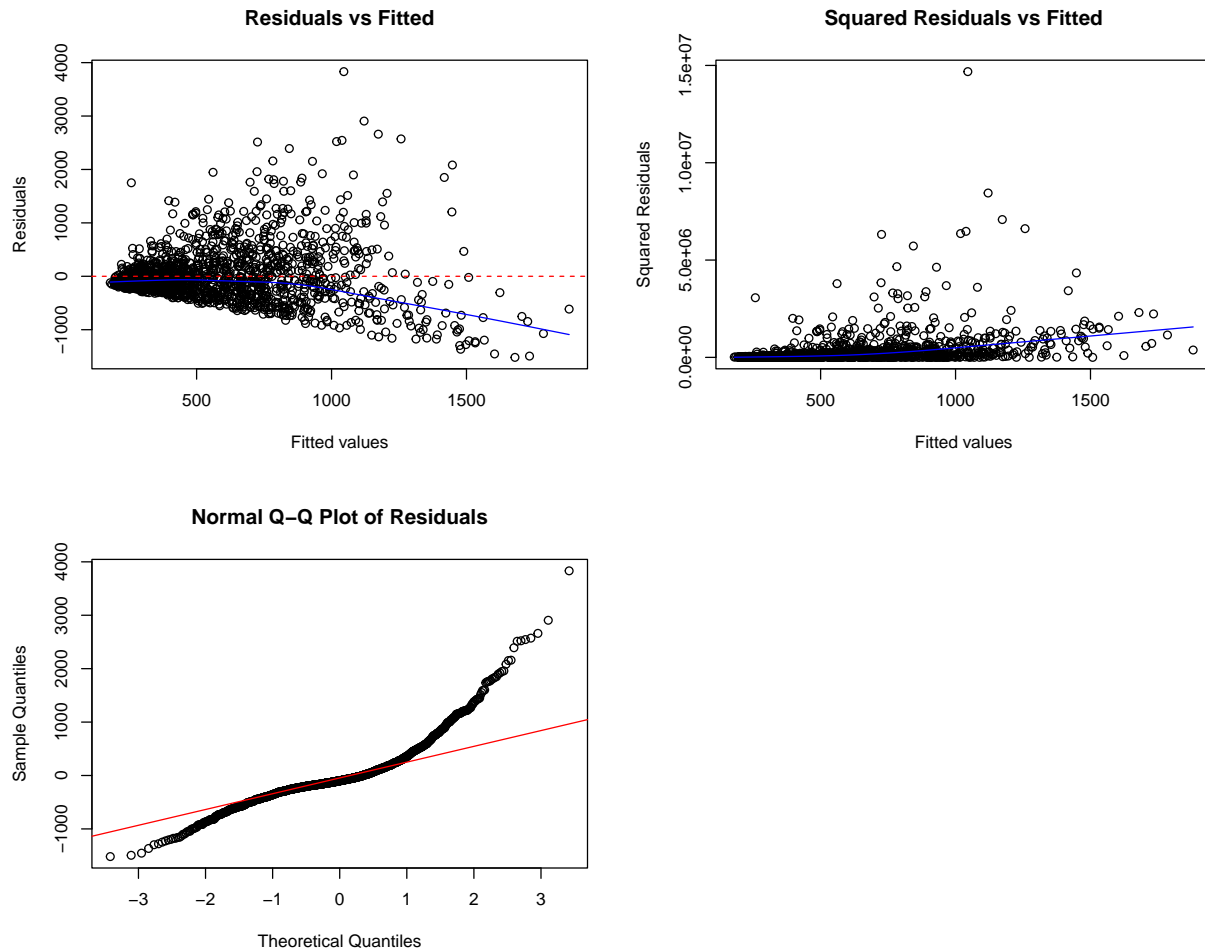 Residuals vs Fitted
4000
3000
2000
1000
0
−1000
Residuals
500 1000 1500
Fitted values
Squared Residuals vs Fitted
1.5e+07
1.0e+07
5.0e+06
0.0e+00
Squared Residuals
500 1000 1500
Fitted values
Normal Q−Q Plot of Residuals
4000
3000
2000
1000
0
−1000
Sample Quantiles
−3 −2 −1 0 1 2 3
Theoretical Quantiles